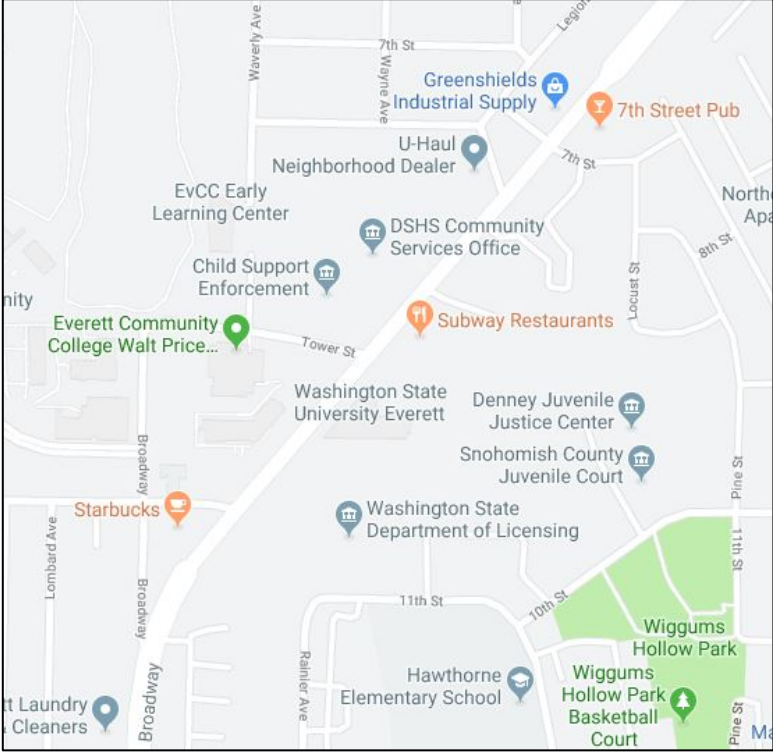 Legion
7th St
Waverly Ave
Wayne Ave
Greenshields
Industrial Supply
7th Street Pub
U-Haul
Neighborhood Dealer
7th St
EvCC Early
Learning Center
DSHS Community
Services Office
Northe
Apa
8th St
Child Support
Enforcement
Locust St
nity
Everett Community
College Walt Price...
Subway Restaurants
Tower St
Washington State
University Everett
Denney Juvenile
Justice Center
Broadway
Snohomish County
Juvenile Court
Pine St
Starbucks
Washington State
Department of Licensing
Lombard Ave
11th St
Broadway
11th St
10th St
Wiggums
Hollow Park
Rainier Ave
Hawthorne
Elementary School
Wiggums
Hollow Park
Basketball
Court
Broadway
tt Laundry
Cleaners
Pine St
Ma